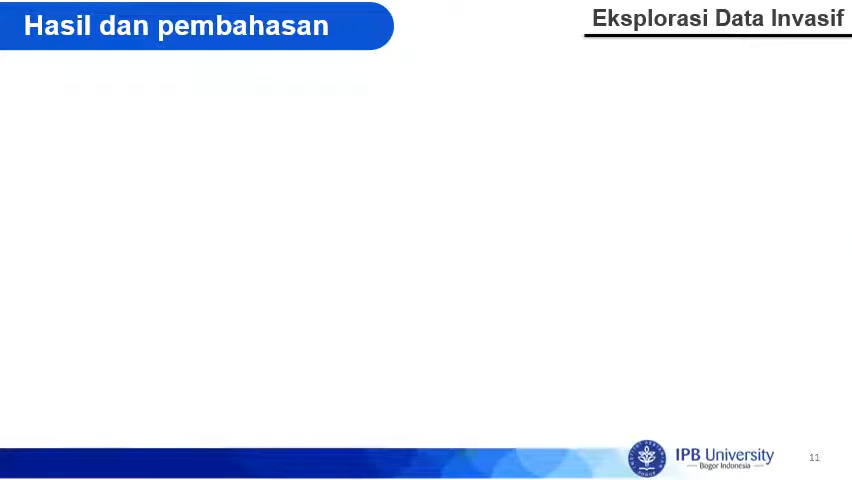 Hasil dan pembahasan
Eksplorasi Data Invasif
IPB University
Bogor Indonesia
11